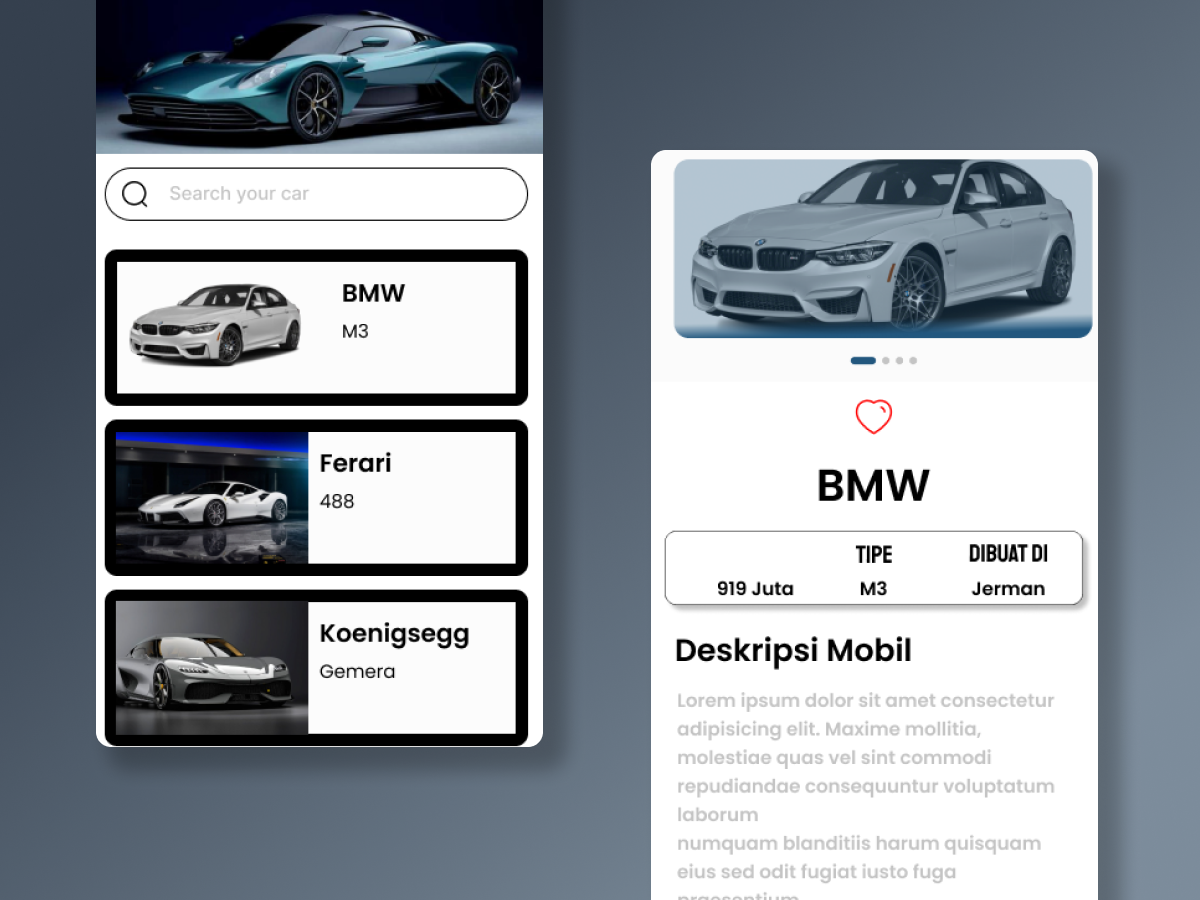 Search your car
BMW
M3
Ferari
488
Koenigsegg
Gemera
BMW
TIPE
DIBUAT DI
919 Juta
M3
Jerman
Deskripsi Mobil
Lorem ipsum dolor sit amet consectetur
adipisicing elit. Maxime mollitia,
molestiae quas vel sint commodi
repudiandae consequuntur voluptatum
laborum
numquam blanditiis harum quisquam
eius sed odit fugiat iusto fuga
praesentium